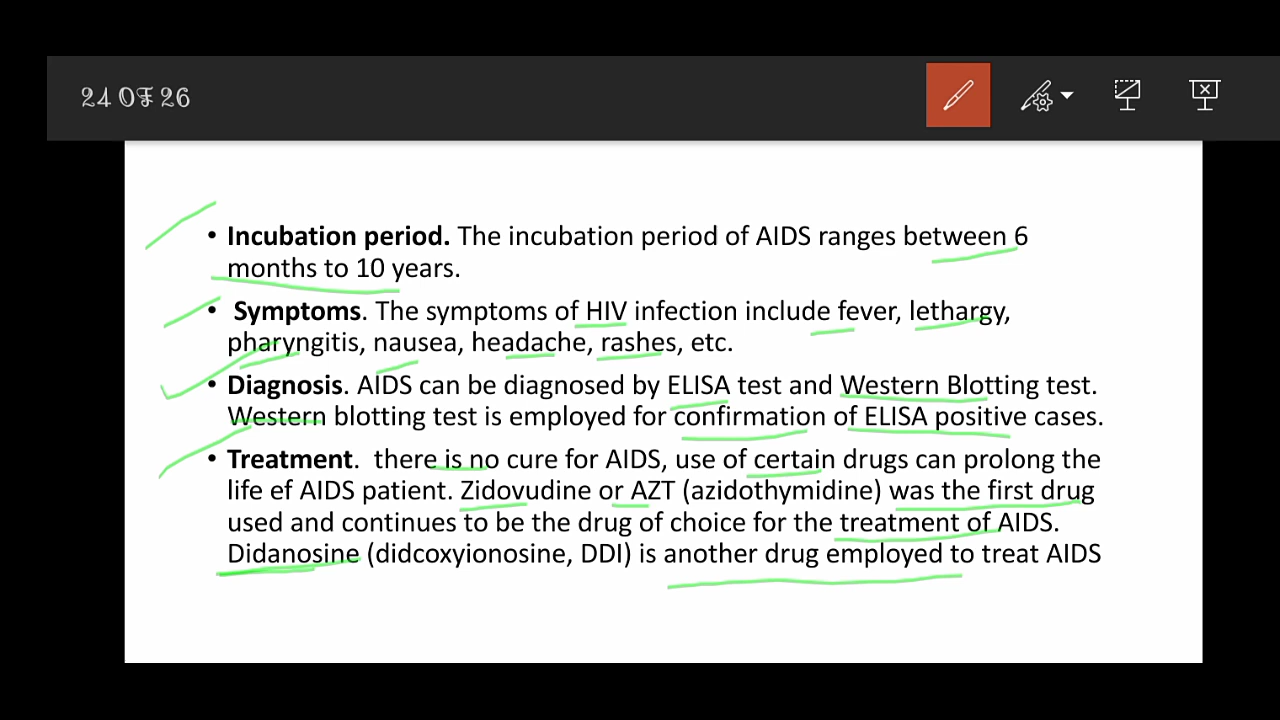 24 OF 26
• Incubation period. The incubation period of AIDS ranges between 6
months to 10 years.
• Symptoms. The symptoms of HIV infection include fever, lethargy,
pharyngitis, nausea, headache, rashes, etc.
• Diagnosis. AIDS can be diagnosed by ELISA test and Western Blotting test.
Western blotting test is employed for confirmation of ELISA positive cases.
• Treatment. there is no cure for AIDS, use of certain drugs can prolong the
life ef AIDS patient. Zidovudine or AZT (azidothymidine) was the first drug
used and continues to be the drug of choice for the treatment of AIDS.
Didanosine (didcoxyionosine, DDI) is another drug employed to treat AIDS